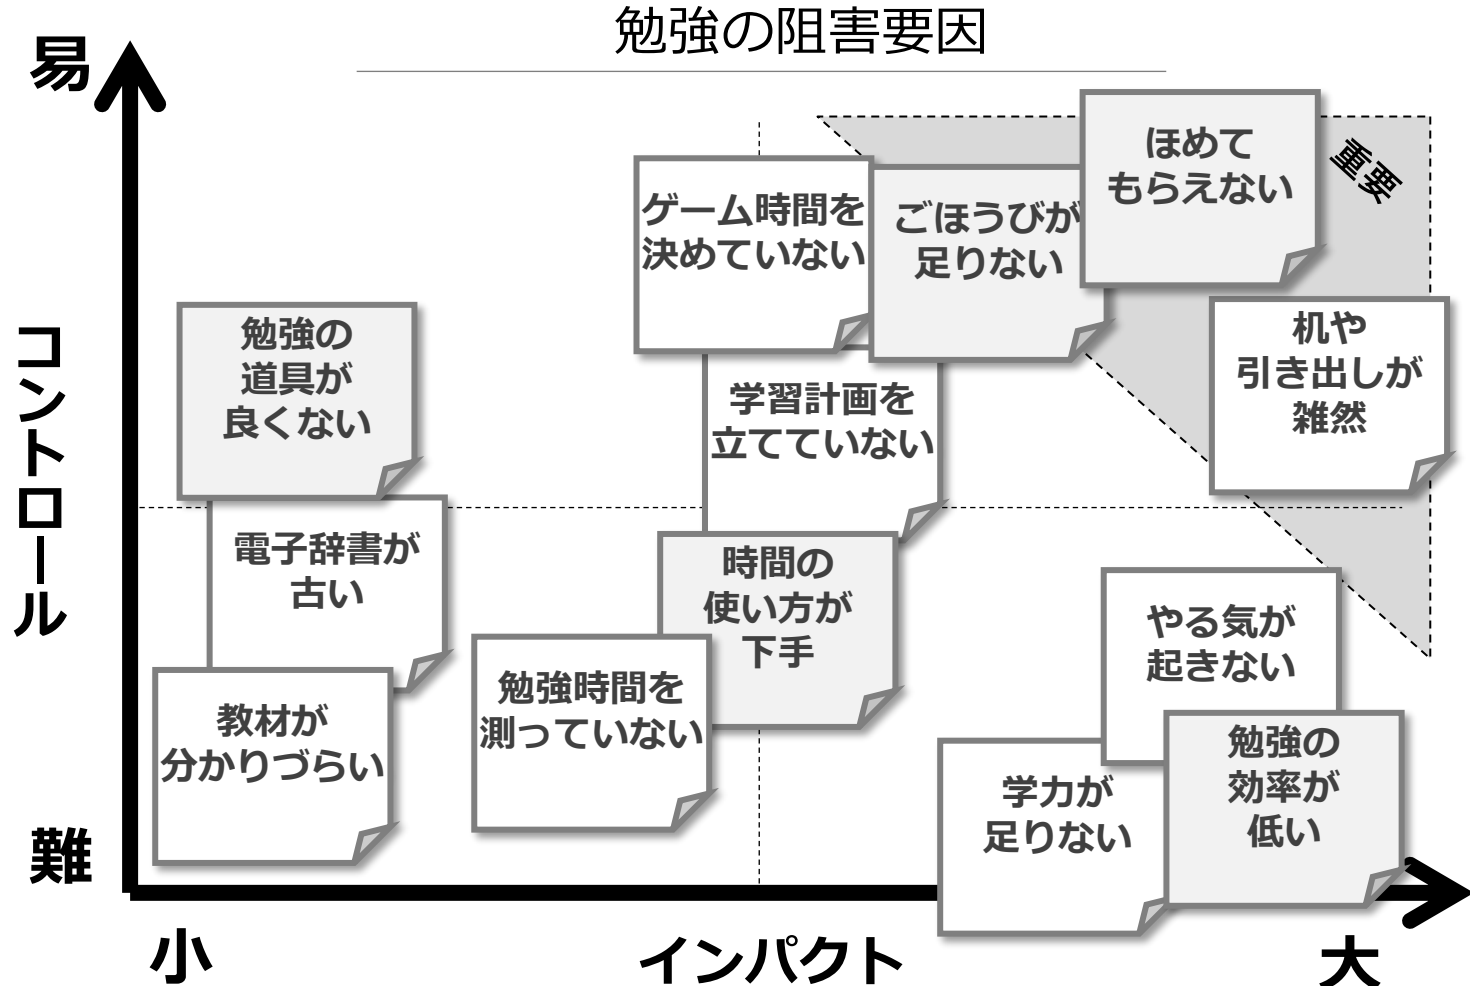 勉強の阻害要因
易
重要
ほめて
もらえない
ゲーム時間を
決めていない
ごほうびが
足りない
勉強の
道具が
良くない
机や
引き出しが
雑然
学習計画を
立てていない
コントロール
電子辞書が
古い
時間の
使い方が
下手
やる気が
起きない
教材が
分かりづらい
勉強時間を
測っていない
学力が
足りない
勉強の
効率が
低い
難
小
インパクト
大